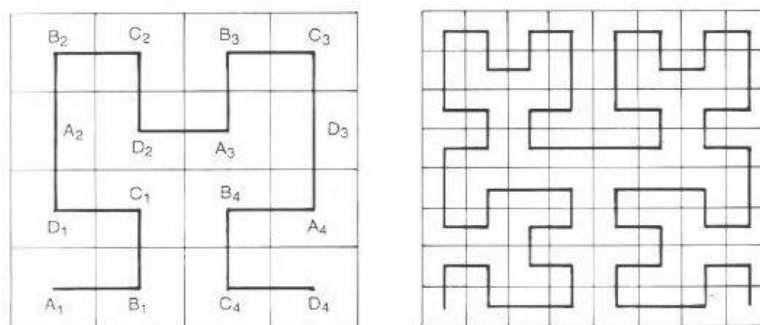 B₂ C₂ B₃ C₃
A₂ D₂ A₃ D₃
D₁ C₁ B₄ A₄
A₁ B₁ C₄ D₄